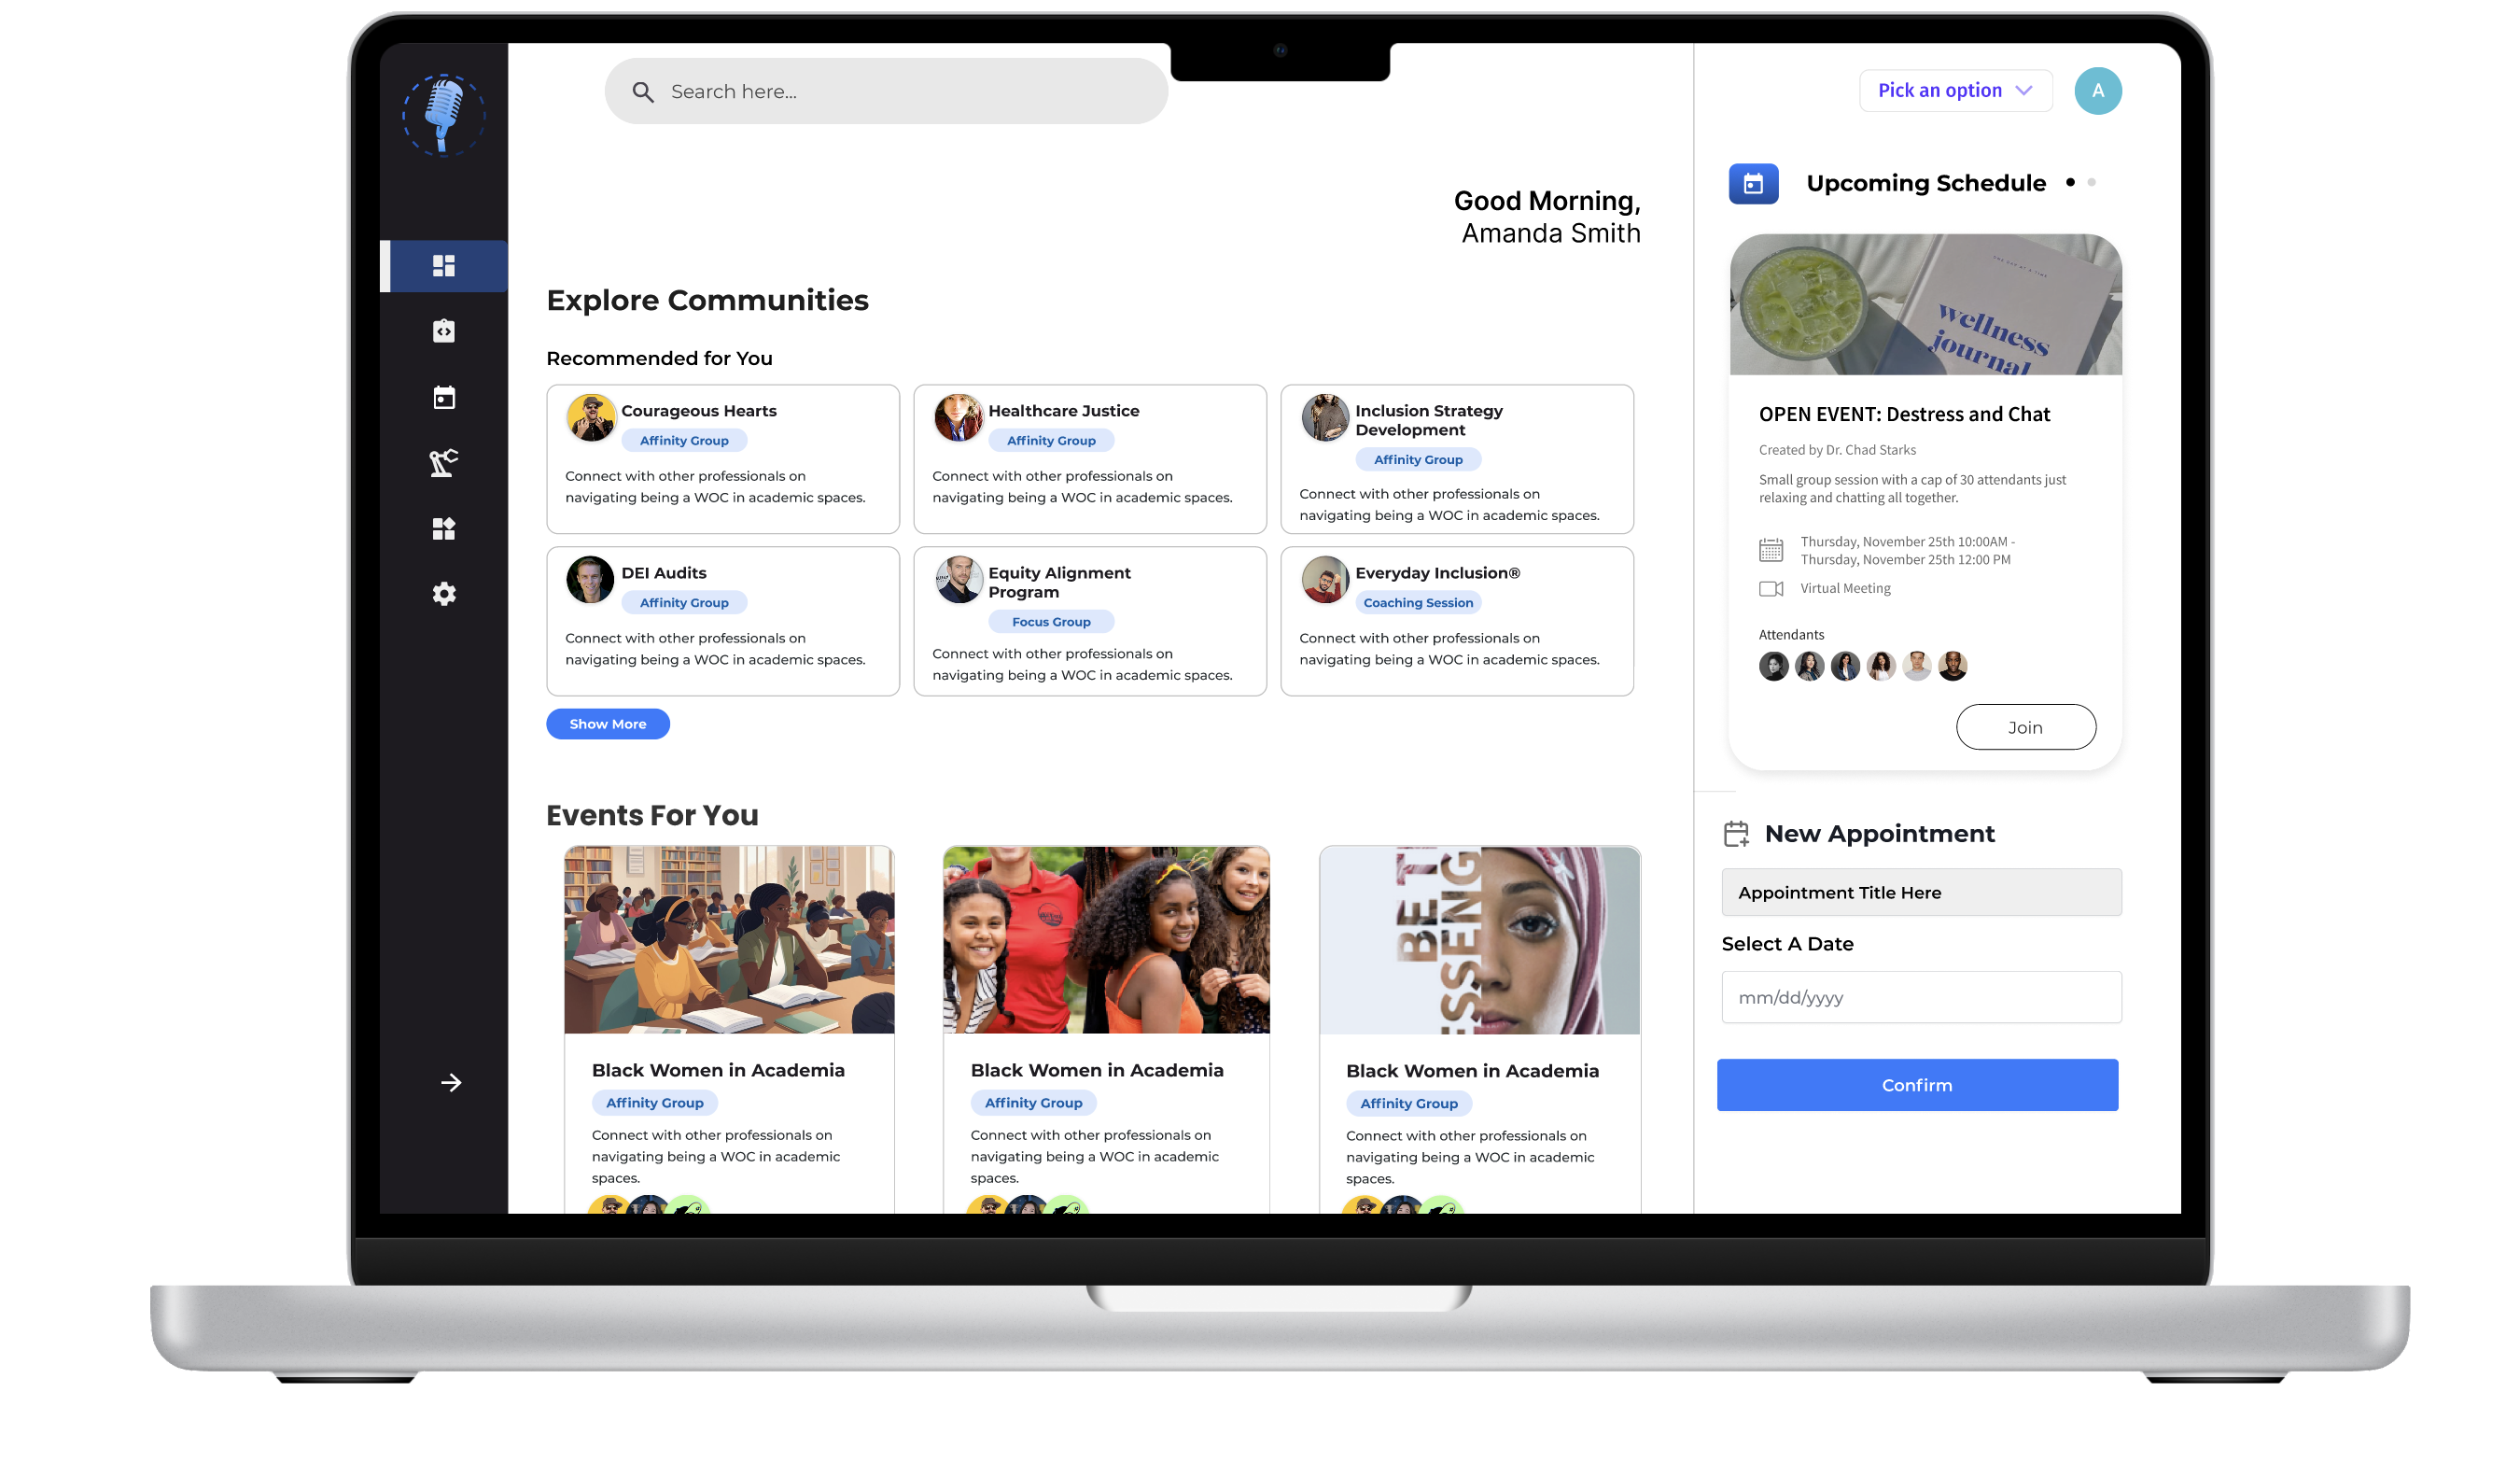 Search here...
Pick an option
A
Good Morning,
Amanda Smith
Explore Communities
Recommended for You
Courageous Hearts
Affinity Group
Connect with other professionals on
navigating being a WOC in academic spaces.
Healthcare Justice
Affinity Group
Connect with other professionals on
navigating being a WOC in academic spaces.
Inclusion Strategy
Development
Affinity Group
Connect with other professionals on
navigating being a WOC in academic spaces.
DEI Audits
Affinity Group
Connect with other professionals on
navigating being a WOC in academic spaces.
Equity Alignment
Program
Focus Group
Connect with other professionals on
navigating being a WOC in academic spaces.
Everyday Inclusion®
Coaching Session
Connect with other professionals on
navigating being a WOC in academic spaces.
Show More
Events For You
BE T
ESSENG
Black Women in Academia
Affinity Group
Connect with other professionals on
navigating being a WOC in academic
spaces.
Black Women in Academia
Affinity Group
Connect with other professionals on
navigating being a WOC in academic
spaces.
Black Women in Academia
Affinity Group
Connect with other professionals on
navigating being a WOC in academic
spaces.
Upcoming Schedule
wellness
journal
OPEN EVENT: Destress and Chat
Created by Dr. Chad Starks
Small group session with a cap of 30 attendants just
relaxing and chatting all together.
Thursday, November 25th 10:00AM -
Thursday, November 25th 12:00 PM
Virtual Meeting
Attendants
Join
New Appointment
Appointment Title Here
Select A Date
mm/dd/yyyy
Confirm